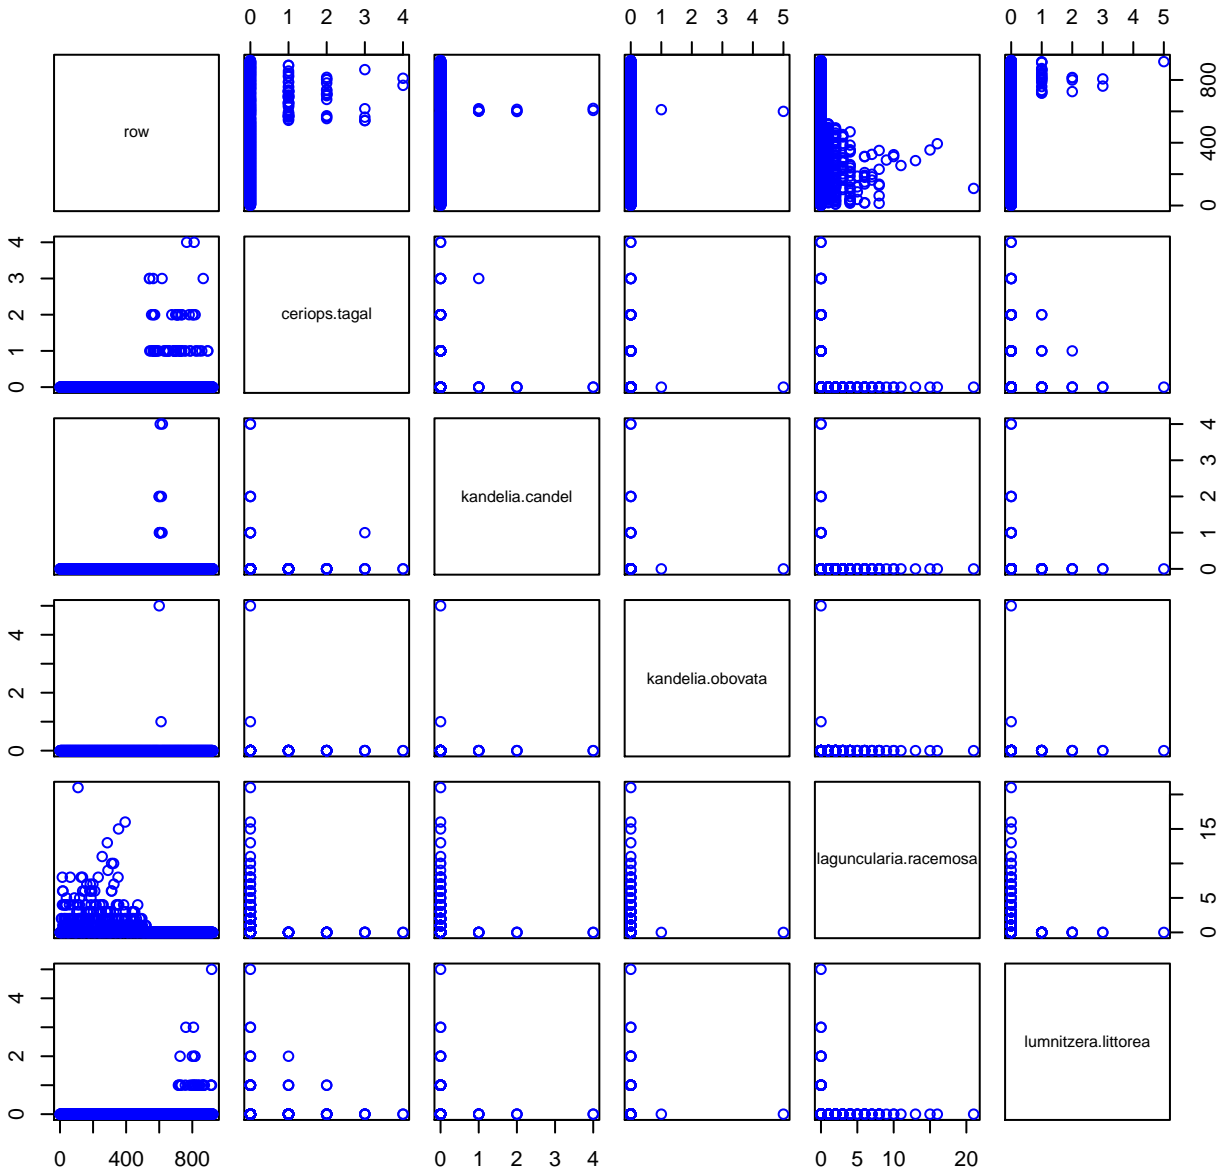 0 1 2 3 4 0 1 2 3 4 5 0 1 2 3 4 5
row
0 400 800
0 1 2 3 4
ceriops.tagal
kandelia.candel
0 1 2 3 4
0 2 4
kandelia.obovata
laguncularia.racemosa
0 5 15
0 2 4
lumnitzera.littorea
0 400 800 0 1 2 3 4 0 5 10 20